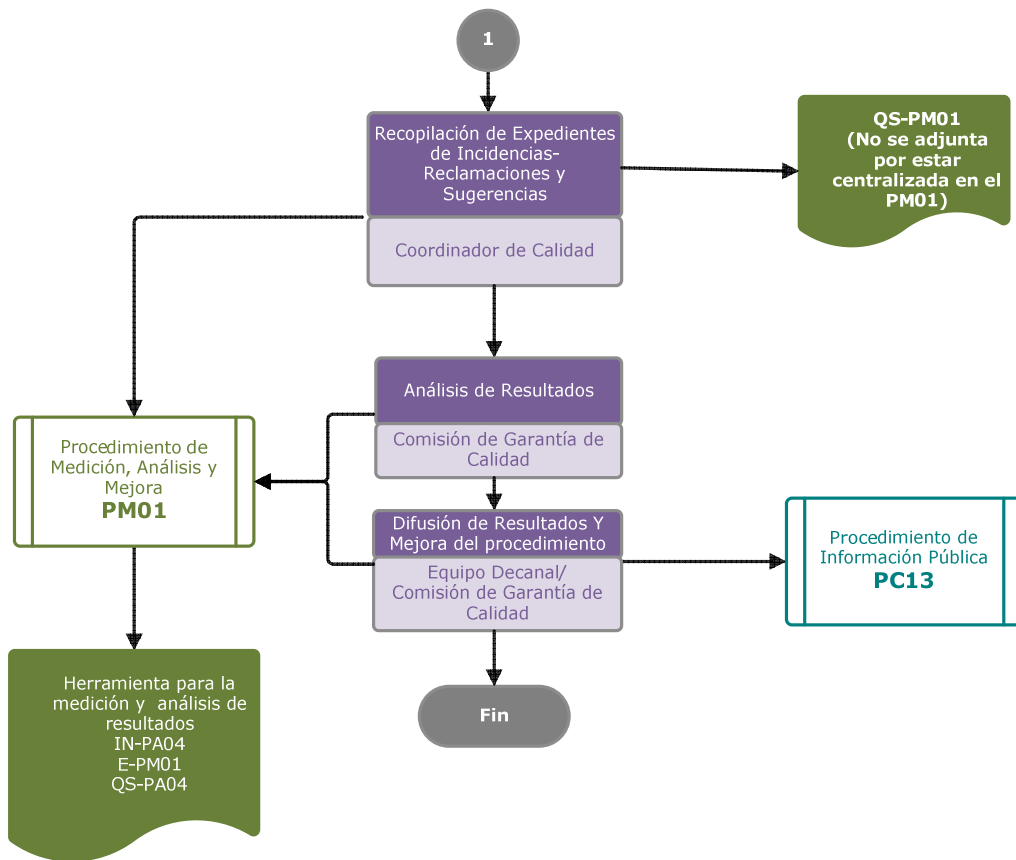 1
Recopilación de Expedientes
de Incidencias-
Reclamaciones y
Sugerencias
Coordinador de Calidad
QS-PM01
(No se adjunta
por estar
centralizada en el
PM01)
Análisis de Resultados
Comisión de Garantía de
Calidad
Procedimiento de
Medición, Análisis y
Mejora
PM01
Difusión de Resultados Y
Mejora del procedimiento
Equipo Decanal/
Comisión de Garantía de
Calidad
Procedimiento de
Información Pública
PC13
Herramienta para la
medición y análisis de
resultados
IN-PA04
E-PM01
QS-PA04
Fin